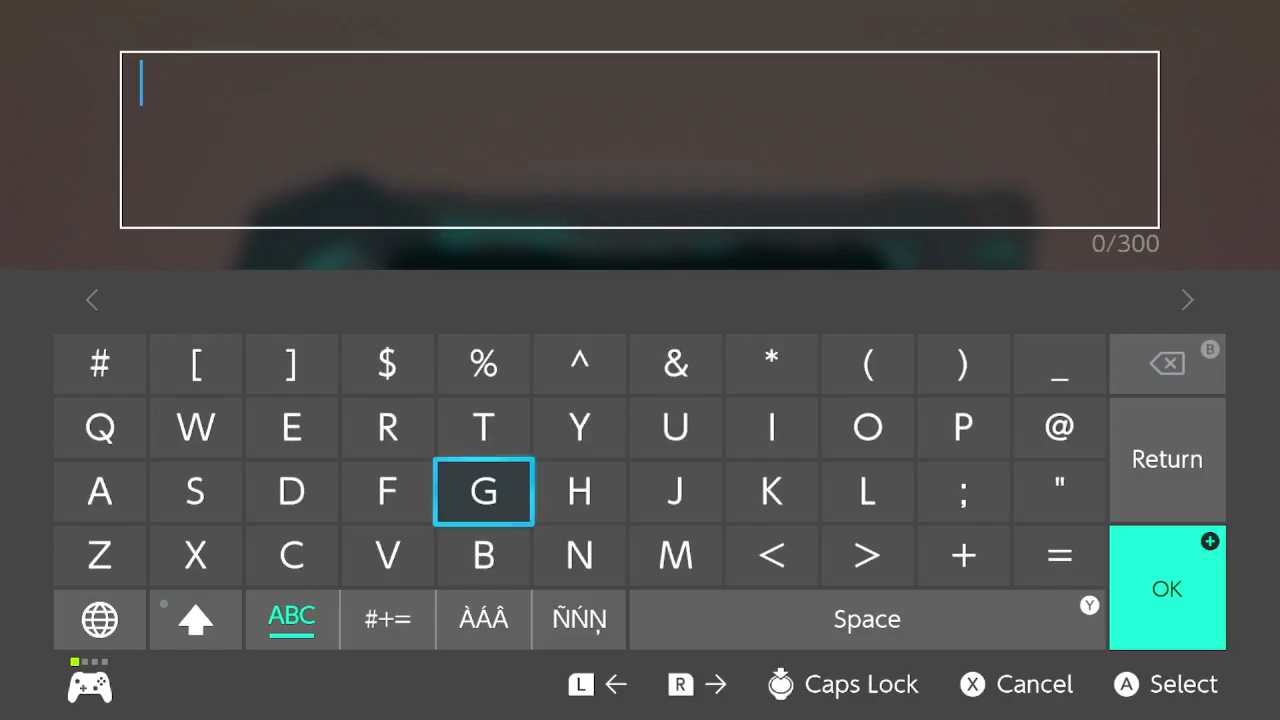 0/300
# [ ] $ % ^ & * ( ) _ B
Q W E R T Y U I O P @
A S D F G H J K L ; " Return
Z X C V B N M < > + =
OK
ABC #+= ÀÁÂ ÑŃŅ Space Y
L ← R → Caps Lock X Cancel A Select